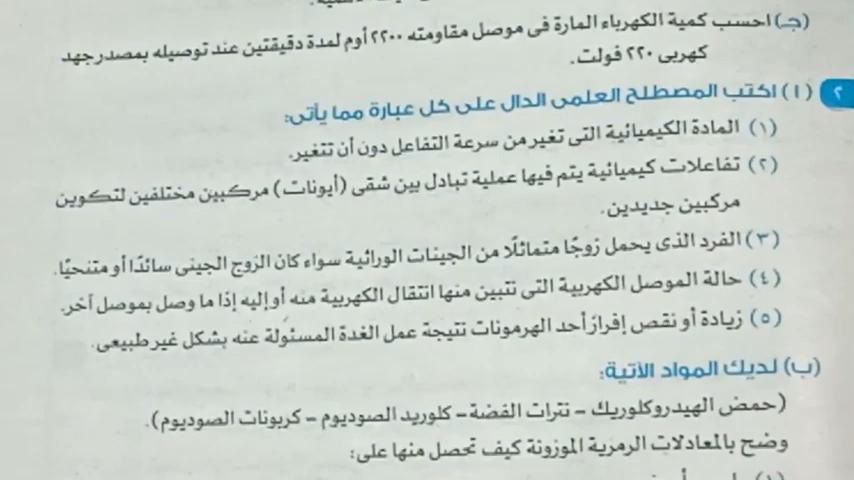 (جـ) احسب كمية الكهرباء المارة فى موصل مقاومته ٢٢٠٠ أوم لمدة دقيقتين عند توصيله بمصدر جهد
كهربى ٢٢٠ فولت.
٢ (١) اكتب المصطلح العلمى الدال على كل عبارة مما يأتى:
(١) المادة الكيميائية التى تغير من سرعة التفاعل دون أن تتغير.
(٢) تفاعلات كيميائية يتم فيها عملية تبادل بين شقى (أيونات) مركبين مختلفين لتكوين
مركبين جديدين.
(٣) الفرد الذى يحمل زوجًا متماثلًا من الجينات الوراثية سواء كان الزوج الجينى سائدًا أو متنحيًا.
(٤) حالة الموصل الكهربية التى تتبين منها انتقال الكهربية منه أو إليه إذا ما وصل بموصل آخر.
(٥) زيادة أو نقص إفراز أحد الهرمونات نتيجة عمل الغدة المسئولة عنه بشكل غير طبيعى.
(ب) لديك المواد الآتية:
(حمض الهيدروكلوريك - نترات الفضة - كلوريد الصوديوم - كربونات الصوديوم).
وضح بالمعادلات الرمزية الموزونة كيف تحصل منها على: